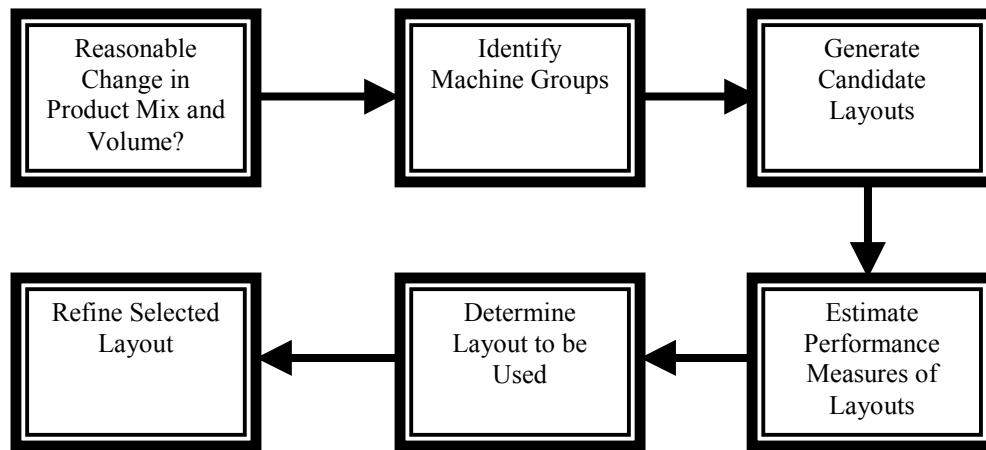 Reasonable
Change in
Product Mix and
Volume?
Identify
Machine Groups
Generate
Candidate
Layouts
Estimate
Performance
Measures of
Layouts
Determine
Layout to be
Used
Refine Selected
Layout